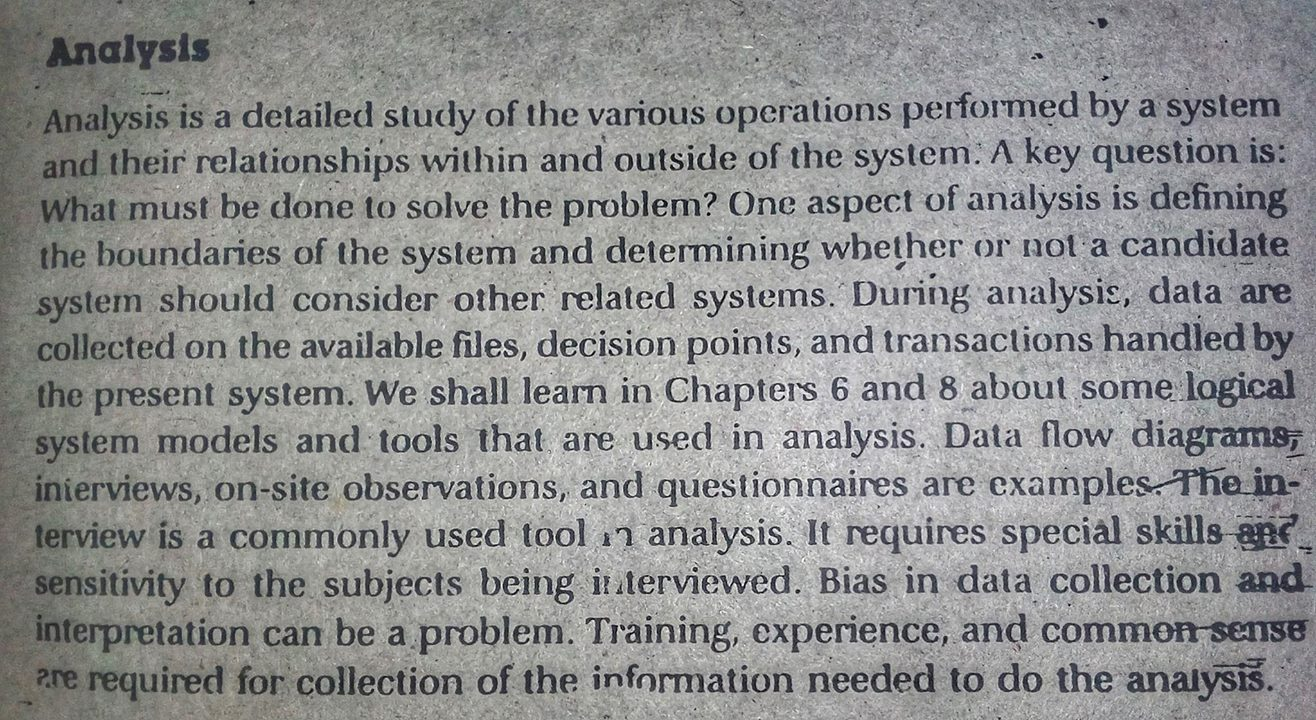 Analysis
Analysis is a detailed study of the various operations performed by a system
and their relationships within and outside of the system. A key question is:
What must be done to solve the problem? One aspect of analysis is defining
the boundaries of the system and determining whether or not a candidate
system should consider other related systems. During analysis, data are
collected on the available files, decision points, and transactions handled by
the present system. We shall learn in Chapters 6 and 8 about some logical
system models and tools that are used in analysis. Data flow diagrams,
interviews, on-site observations, and questionnaires are examples. The in-
terview is a commonly used tool in analysis. It requires special skills and
sensitivity to the subjects being interviewed. Bias in data collection and
interpretation can be a problem. Training, experience, and common sense
are required for collection of the information needed to do the analysis.